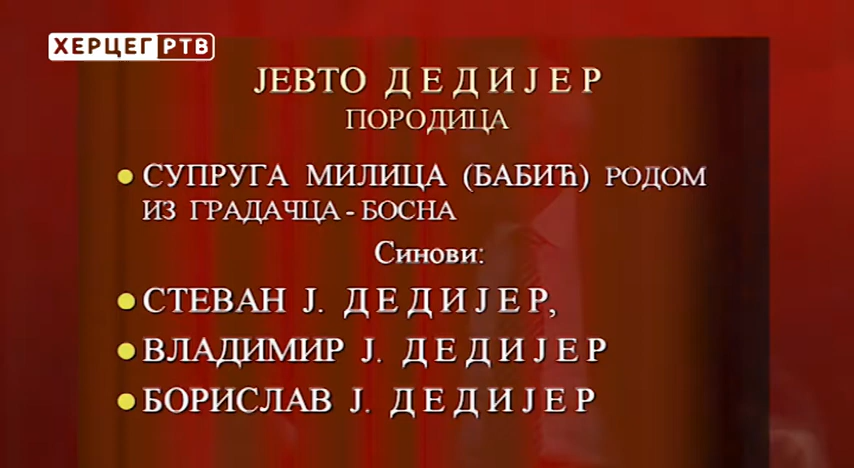 ХЕРЦЕГ РТВ
ЈЕВТО ДЕДИЈЕР
ПОРОДИЦА
СУПРУГА МИЛИЦА (БАБИЋ) РОДОМ
ИЗ ГРАДАЧЦА - БОСНА
Синови:
СТЕВАН Ј. ДЕДИЈЕР,
ВЛАДИМИР Ј. ДЕДИЈЕР
БОРИСЛАВ Ј. ДЕДИЈЕР